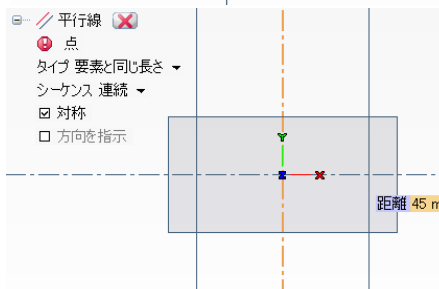 平行線
点
タイプ 要素と同じ長さ
シーケンス 連続
対称
方向を指示
Y
Z X
距離 45 m